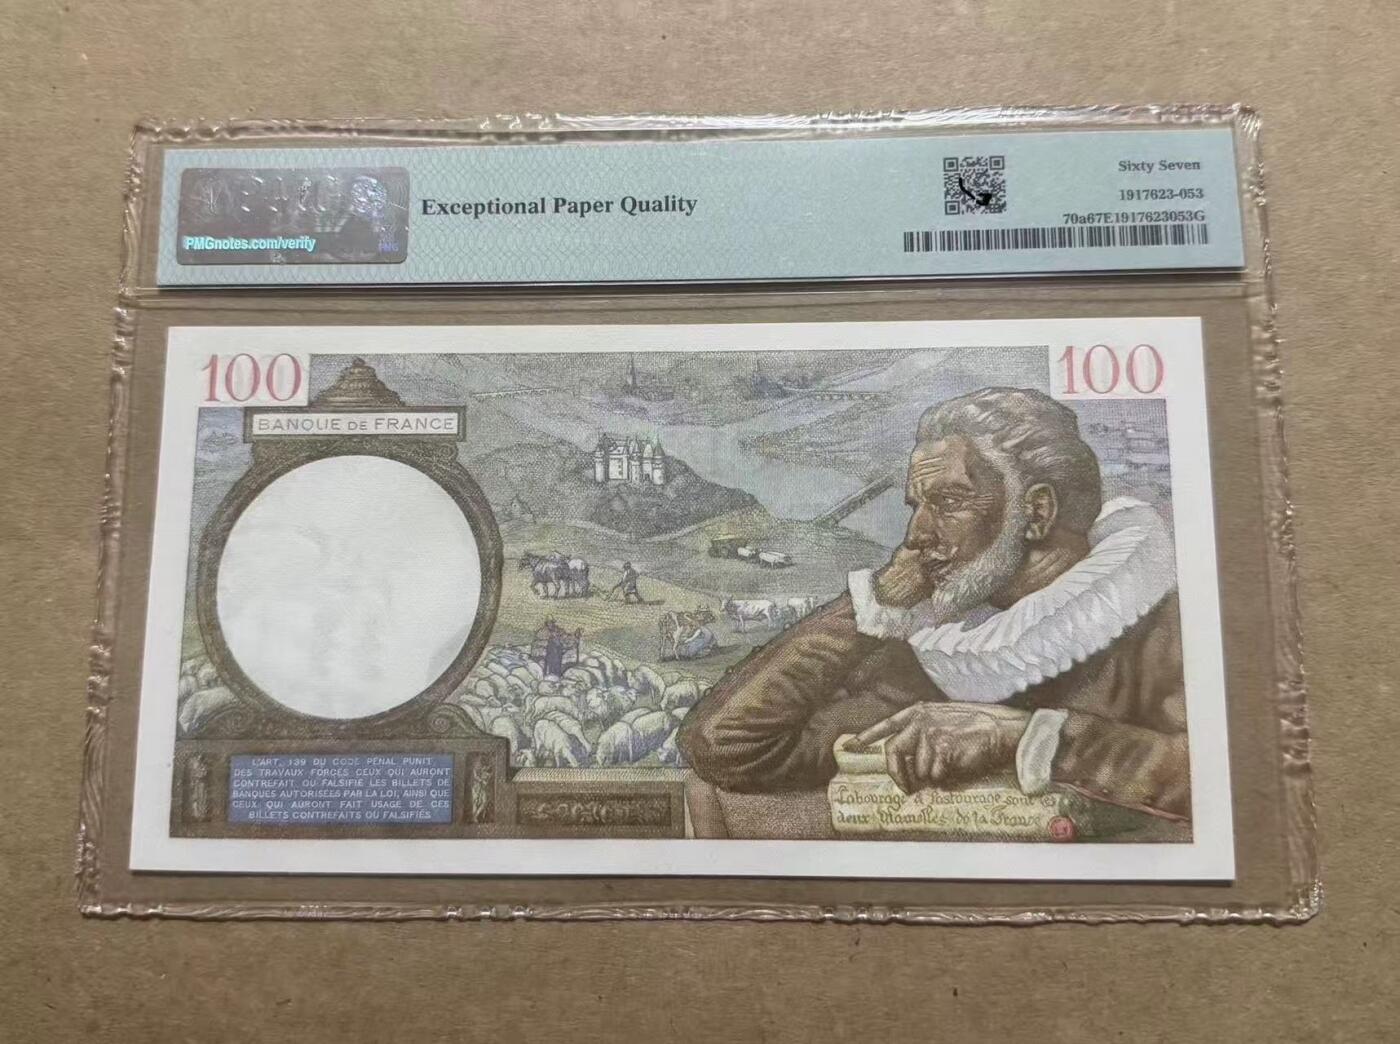 PMGnotes.com/verify
PMG
Exceptional Paper Quality
Sixty Seven
1917623-053
70a67E1917623053G
100
100
BANQUE DE FRANCE
L'ART. 139 DU CODE PÉNAL PUNIT
DES TRAVAUX FORCÉS CEUX QUI AURONT
CONTREFAIT OU FALSIFIÉ LES BILLETS DE
BANQUES AUTORISÉES PAR LA LOI, AINSI QUE
CEUX QUI AURONT FAIT USAGE DE CES
BILLETS CONTREFAITS OU FALSIFIÉS
Labourage & Pastourage sont les
deux Mamelles de la France